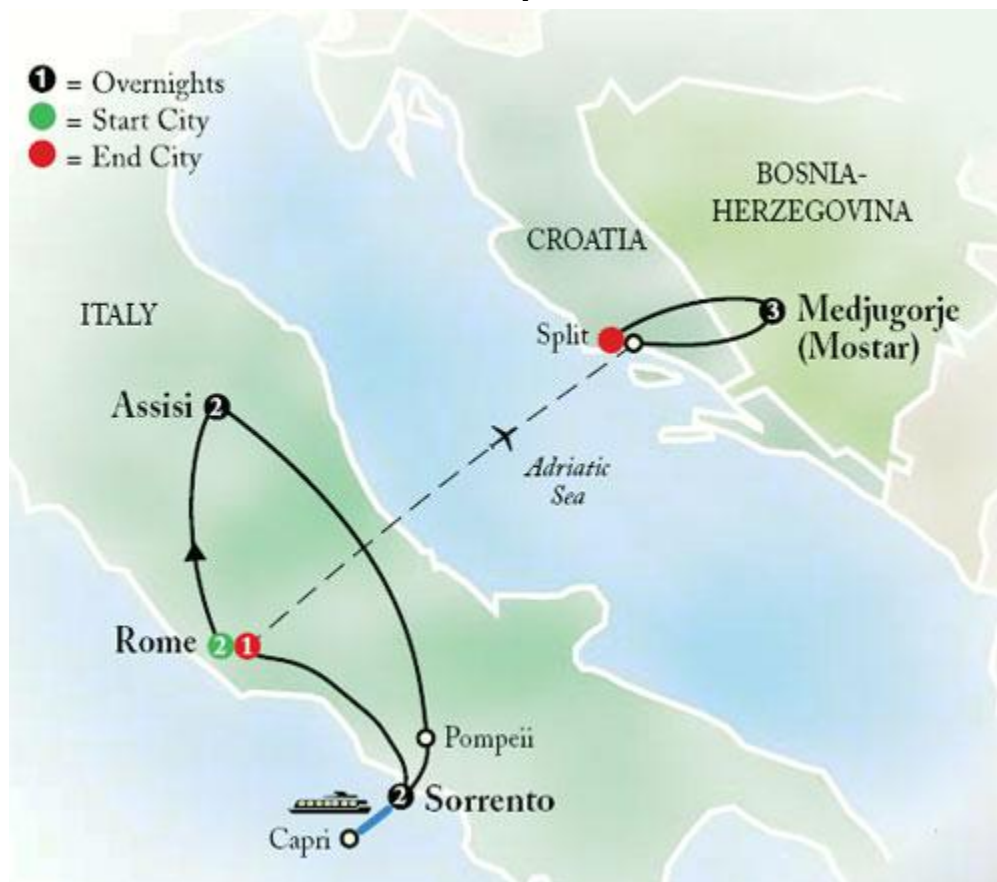 1 = Overnights
= Start City
= End City
BOSNIA-
HERZEGOVINA
CROATIA
ITALY
Split
3 Medjugorje
(Mostar)
Assisi 2
Adriatic
Sea
Rome 2 1
Pompeii
2 Sorrento
Capri